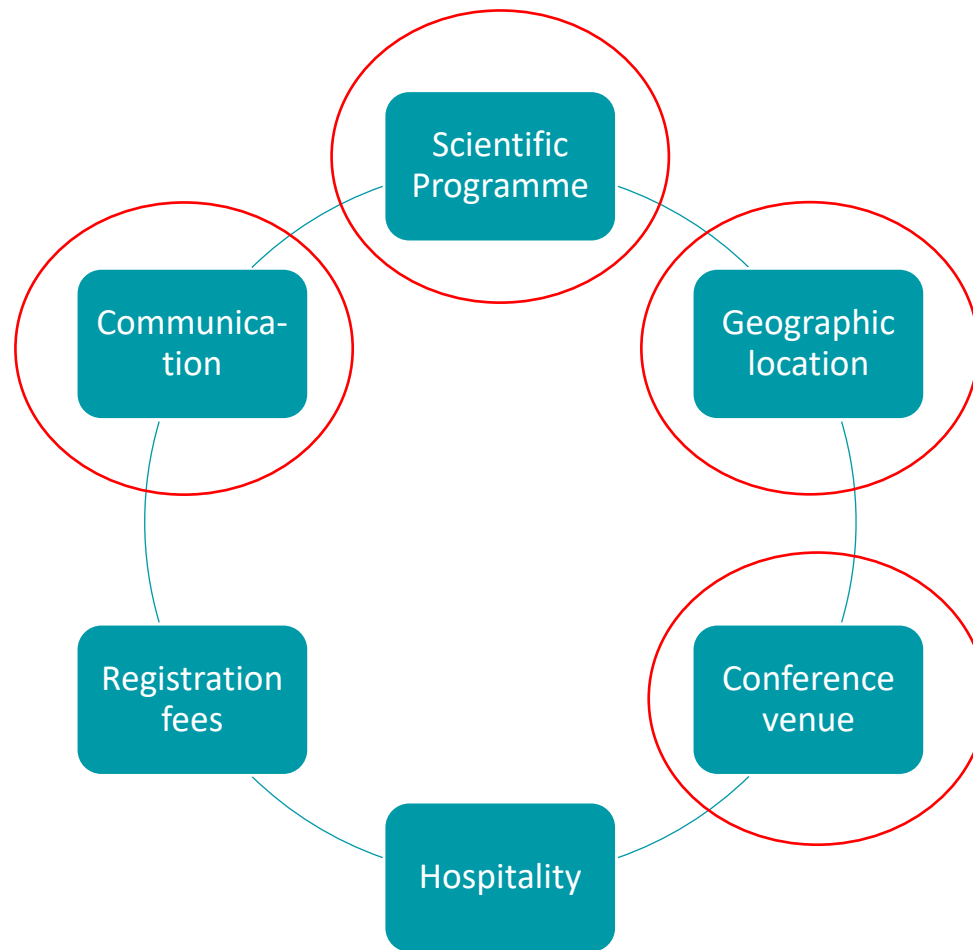 Scientific
Programme
Communica-
tion
Geographic
location
Registration
fees
Conference
venue
Hospitality